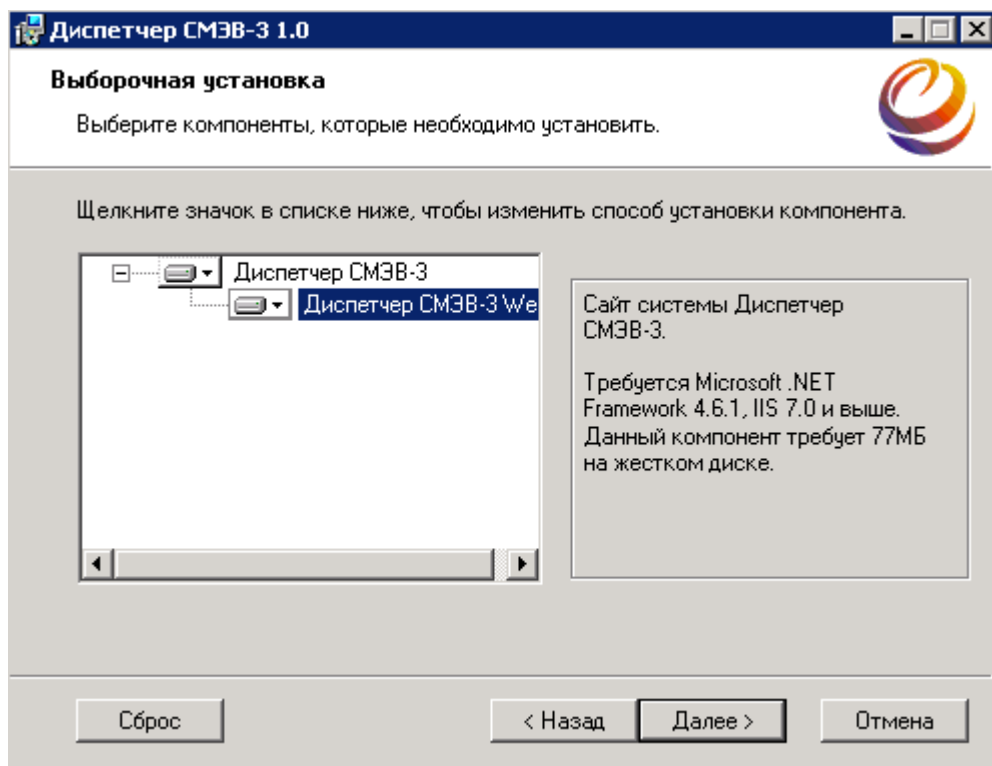 Диспетчер СМЭВ-3 1.0
Выборочная установка
Выберите компоненты, которые необходимо установить.
Щелкните значок в списке ниже, чтобы изменить способ установки компонента.
Диспетчер СМЭВ-3
Диспетчер СМЭВ-3 We
Сайт системы Диспетчер
СМЭВ-3.
Требуется Microsoft .NET
Framework 4.6.1, IIS 7.0 и выше.
Данный компонент требует 77МБ
на жестком диске.
Сброс
< Назад
Далее >
Отмена